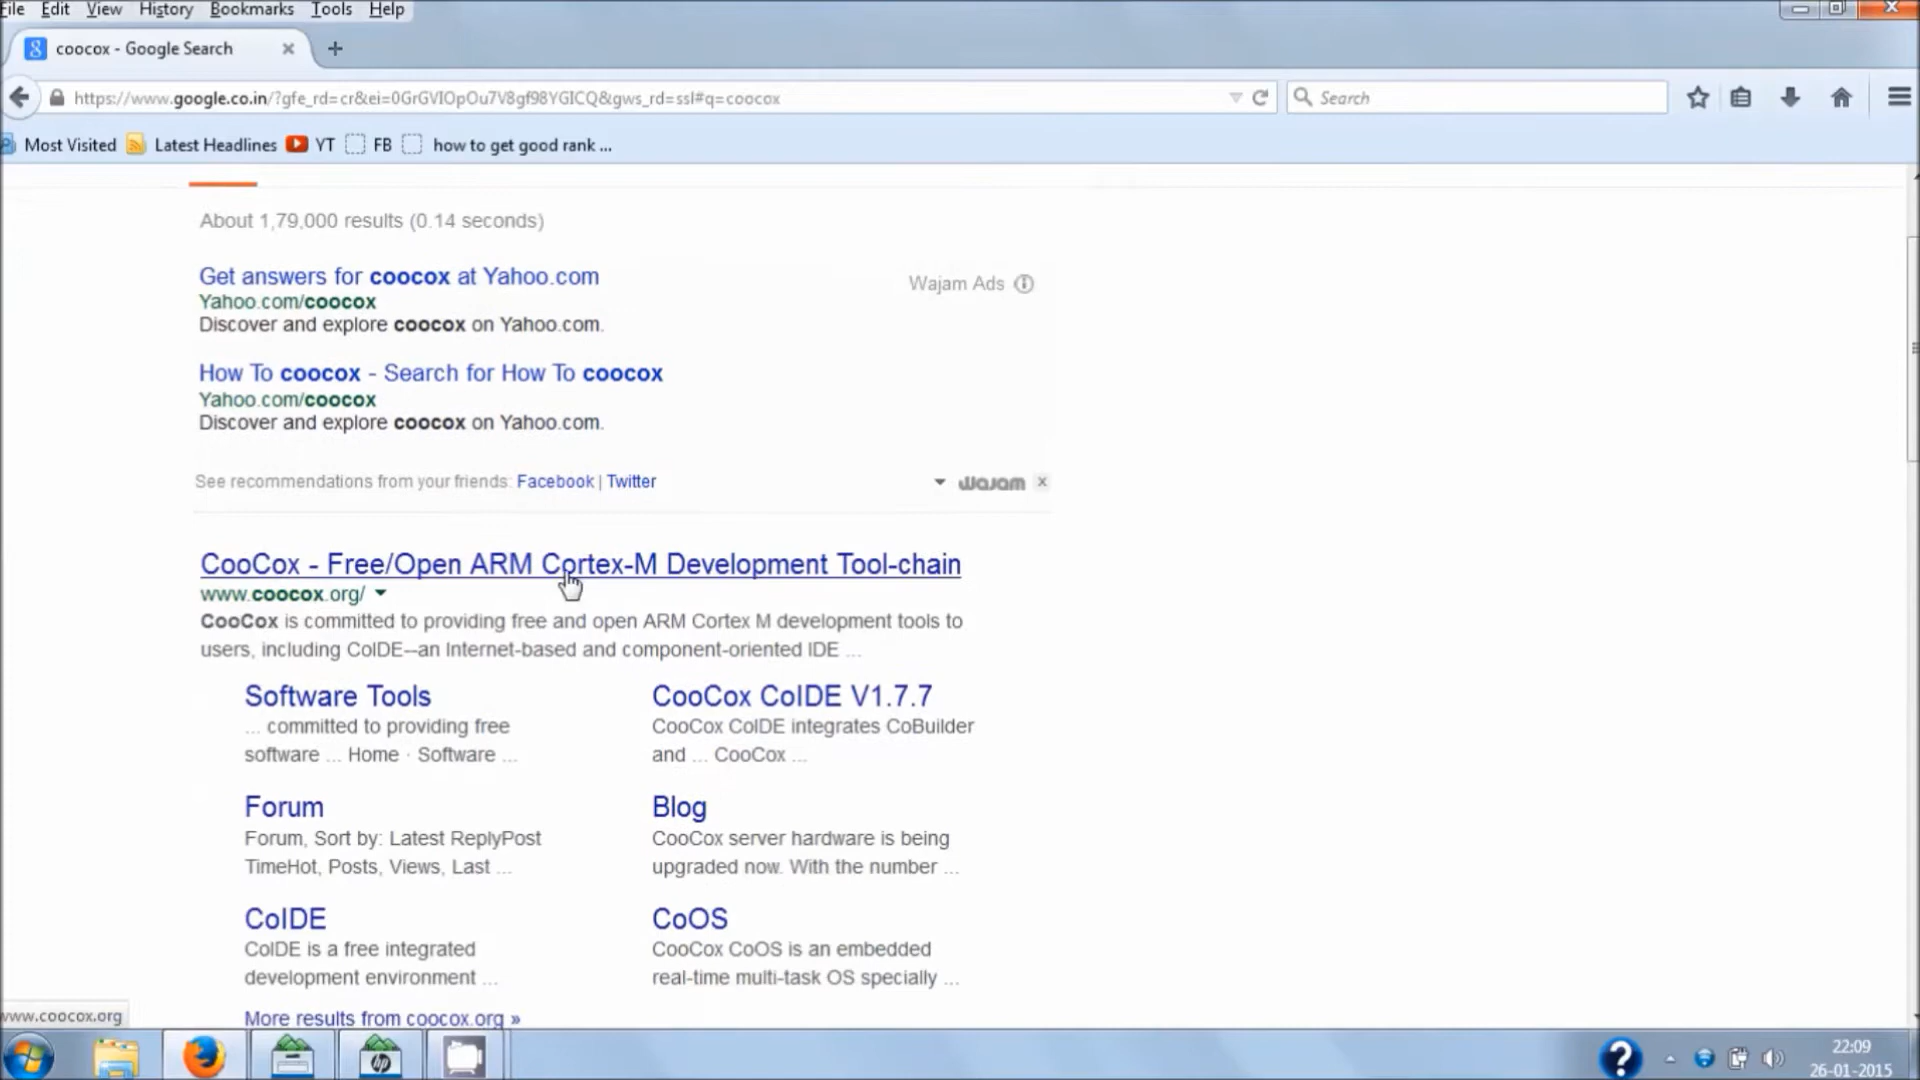 File Edit View History Bookmarks Tools Help
coocox - Google Search
https://www.google.co.in/?gfe_rd=cr&ei=0GrGVIOpOu7V8gf98YGICQ&gws_rd=ssl#q=coocox
Search
Most Visited Latest Headlines YT FB how to get good rank ...
About 1,79,000 results (0.14 seconds)
Get answers for coocox at Yahoo.com
Wajam Ads
Yahoo.com/coocox
Discover and explore coocox on Yahoo.com.
How To coocox - Search for How To coocox
Yahoo.com/coocox
Discover and explore coocox on Yahoo.com.
See recommendations from your friends: Facebook | Twitter
wajam x
CooCox - Free/Open ARM Cortex-M Development Tool-chain
www.coocox.org/
CooCox is committed to providing free and open ARM Cortex M development tools to
users, including CoIDE--an Internet-based and component-oriented IDE ...
Software Tools
... committed to providing free
software ... Home · Software ...
CooCox CoIDE V1.7.7
CooCox CoIDE integrates CoBuilder
and ... CooCox ...
Forum
Forum, Sort by: Latest ReplyPost
TimeHot, Posts, Views, Last ...
Blog
CooCox server hardware is being
upgraded now. With the number ...
CoIDE
CoIDE is a free integrated
development environment ...
CoOS
CooCox CoOS is an embedded
real-time multi-task OS specially ...
More results from coocox.org »
www.coocox.org
hp
22:09
26-01-2015